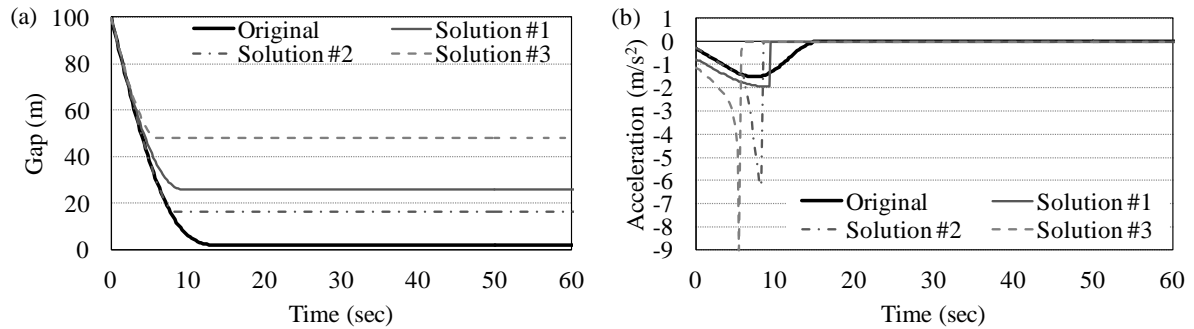 (a)
100
80
60
40
20
0
Gap (m)
Original
Solution #1
Solution #2
Solution #3
0 10 20 30 40 50 60
Time (sec)
(b)
1
0
-1
-2
-3
-4
-5
-6
-7
-8
-9
Acceleration (m/s²)
Original
Solution #1
Solution #2
Solution #3
0 10 20 30 40 50 60
Time (sec)